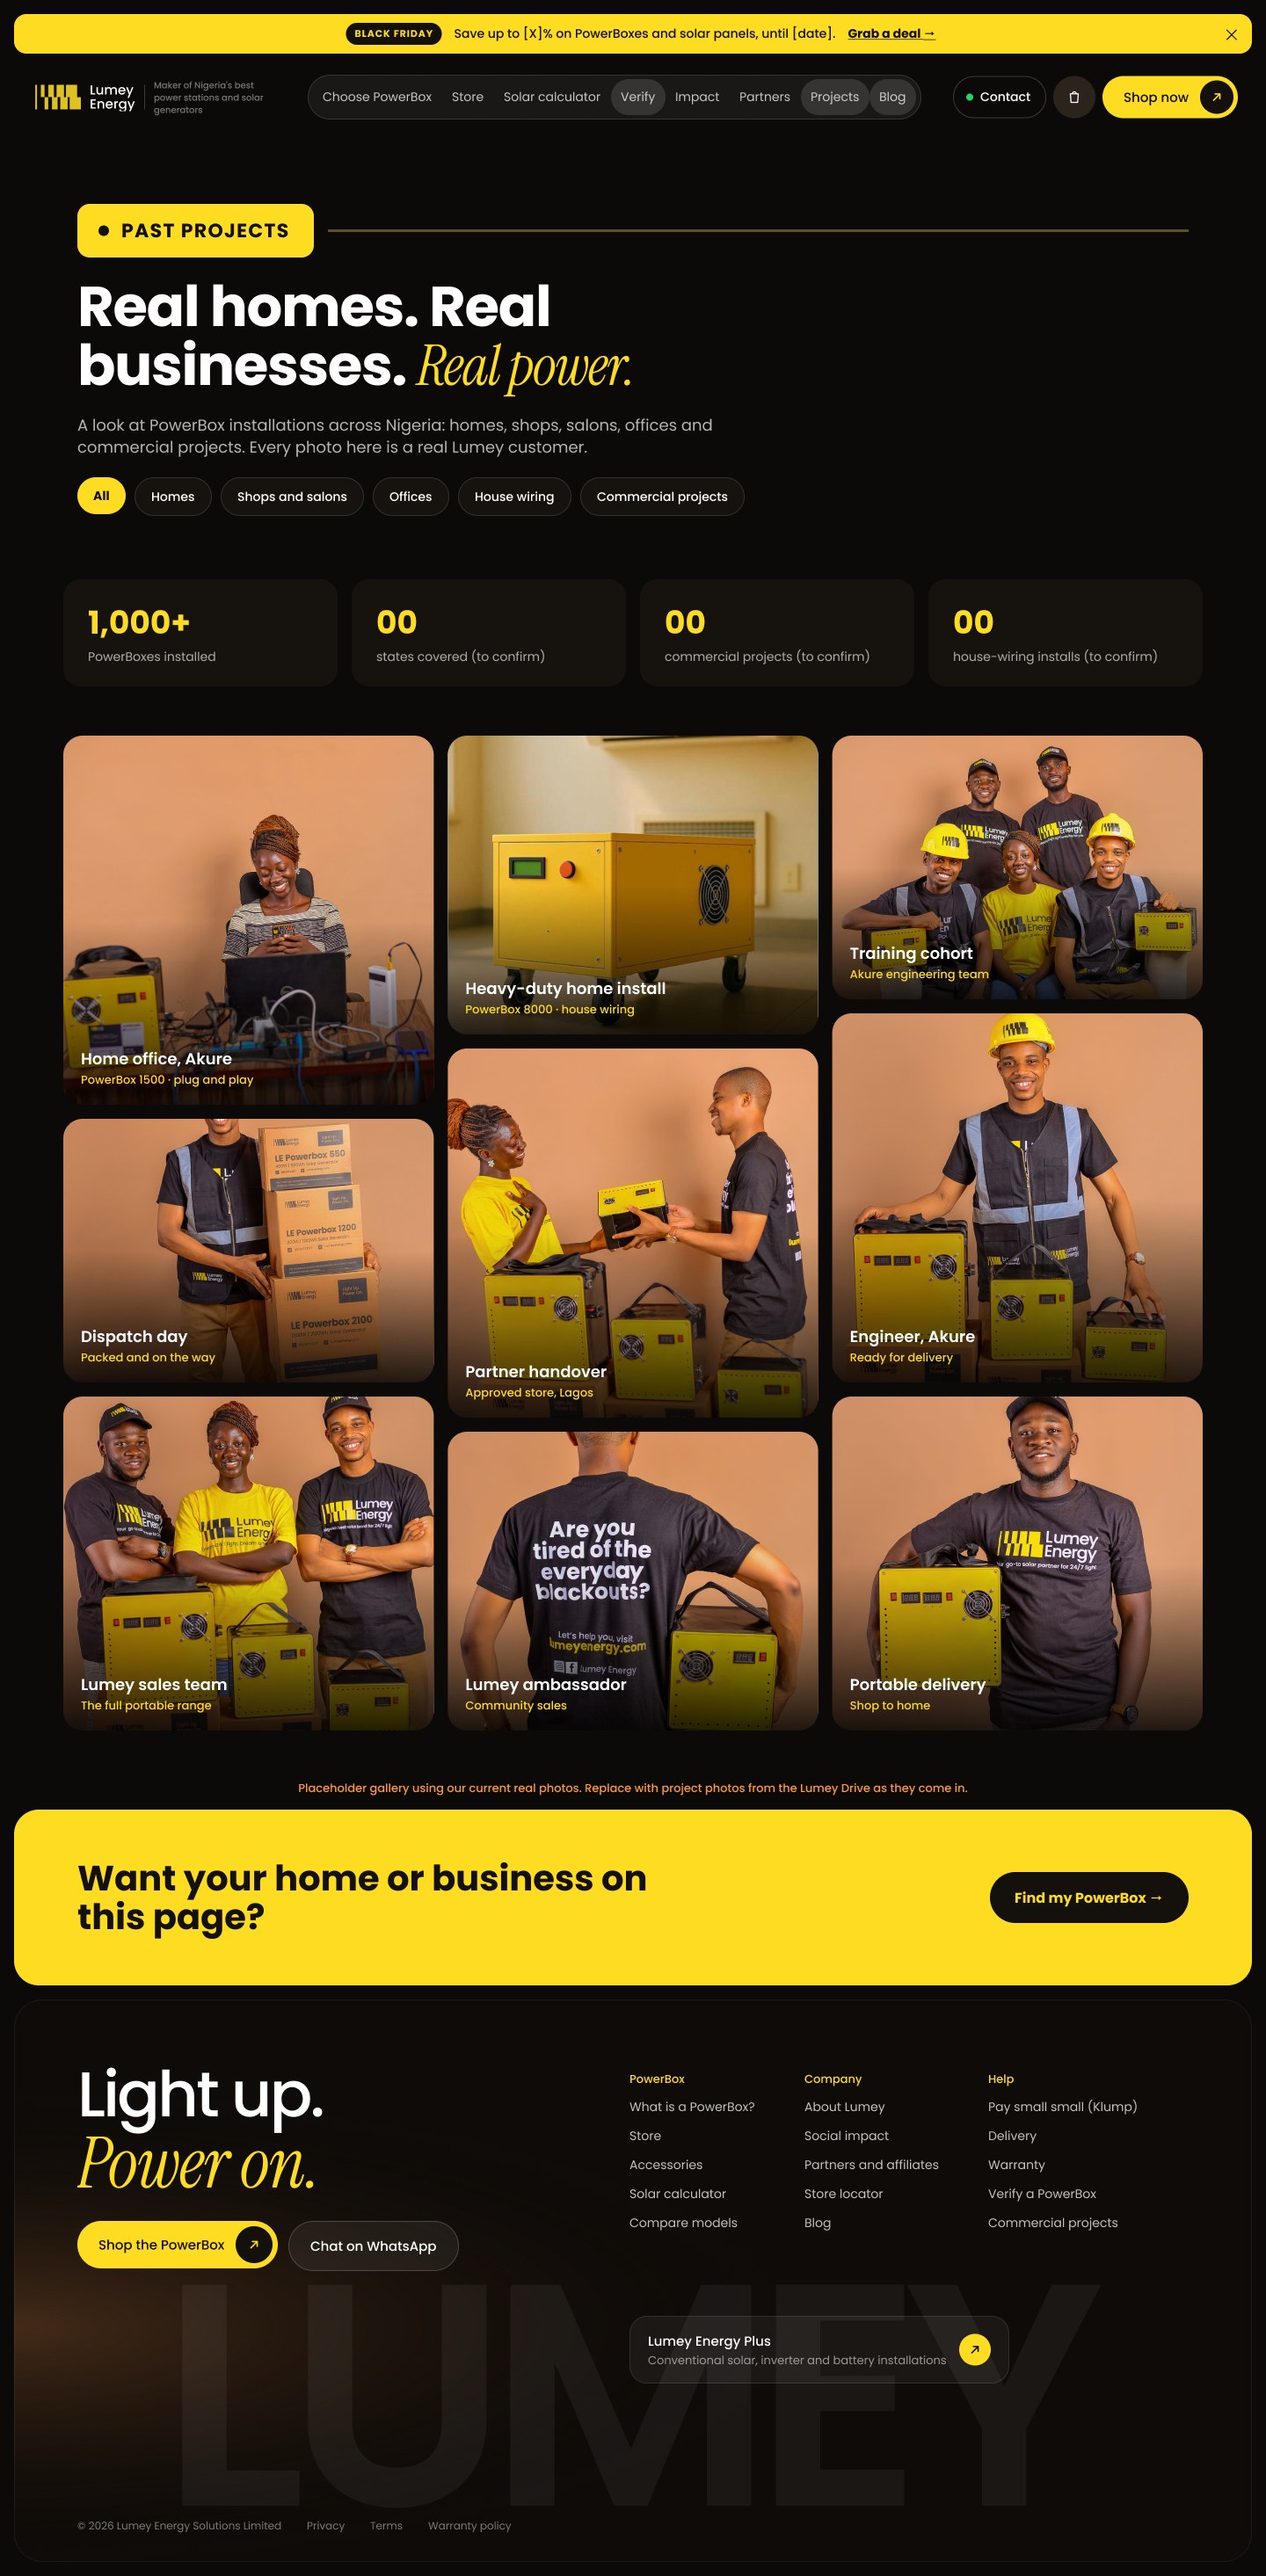 BLACK FRIDAY Save up to [X]% on PowerBoxes and solar panels, until [date]. Grab a deal →
Lumey
Energy
Maker of Nigeria's best
power stations and solar
generators
Choose PowerBox Store Solar calculator Verify Impact Partners Projects Blog
Contact
Shop now
PAST PROJECTS
Real homes. Real
businesses. Real power.
A look at PowerBox installations across Nigeria: homes, shops, salons, offices and
commercial projects. Every photo here is a real Lumey customer.
All Homes Shops and salons Offices House wiring Commercial projects
1,000+
PowerBoxes installed
00
states covered (to confirm)
00
commercial projects (to confirm)
00
house-wiring installs (to confirm)
Home office, Akure
PowerBox 1500 · plug and play
Heavy-duty home install
PowerBox 8000 · house wiring
Training cohort
Akure engineering team
LE Powerbox 550
LE Powerbox 1200
LE Powerbox 2100
Dispatch day
Packed and on the way
Partner handover
Approved store, Lagos
Lumey
Energy
Engineer, Akure
Ready for delivery
Lumey
Energy
Lumey
Energy
Lumey
Energy
Lumey sales team
The full portable range
Are you
tired of the
everyday
blackouts?
Let's help you, visit
lumeyenergy.com
lumey Energy
Lumey ambassador
Community sales
Lumey
Energy
Portable delivery
Shop to home
Placeholder gallery using our current real photos. Replace with project photos from the Lumey Drive as they come in.
Want your home or business on
this page?
Find my PowerBox →
Light up.
Power on.
Shop the PowerBox
Chat on WhatsApp
PowerBox
What is a PowerBox?
Store
Accessories
Solar calculator
Compare models
Company
About Lumey
Social impact
Partners and affiliates
Store locator
Blog
Help
Pay small small (Klump)
Delivery
Warranty
Verify a PowerBox
Commercial projects
Lumey Energy Plus
Conventional solar, inverter and battery installations
LUMEY
© 2026 Lumey Energy Solutions Limited Privacy Terms Warranty policy